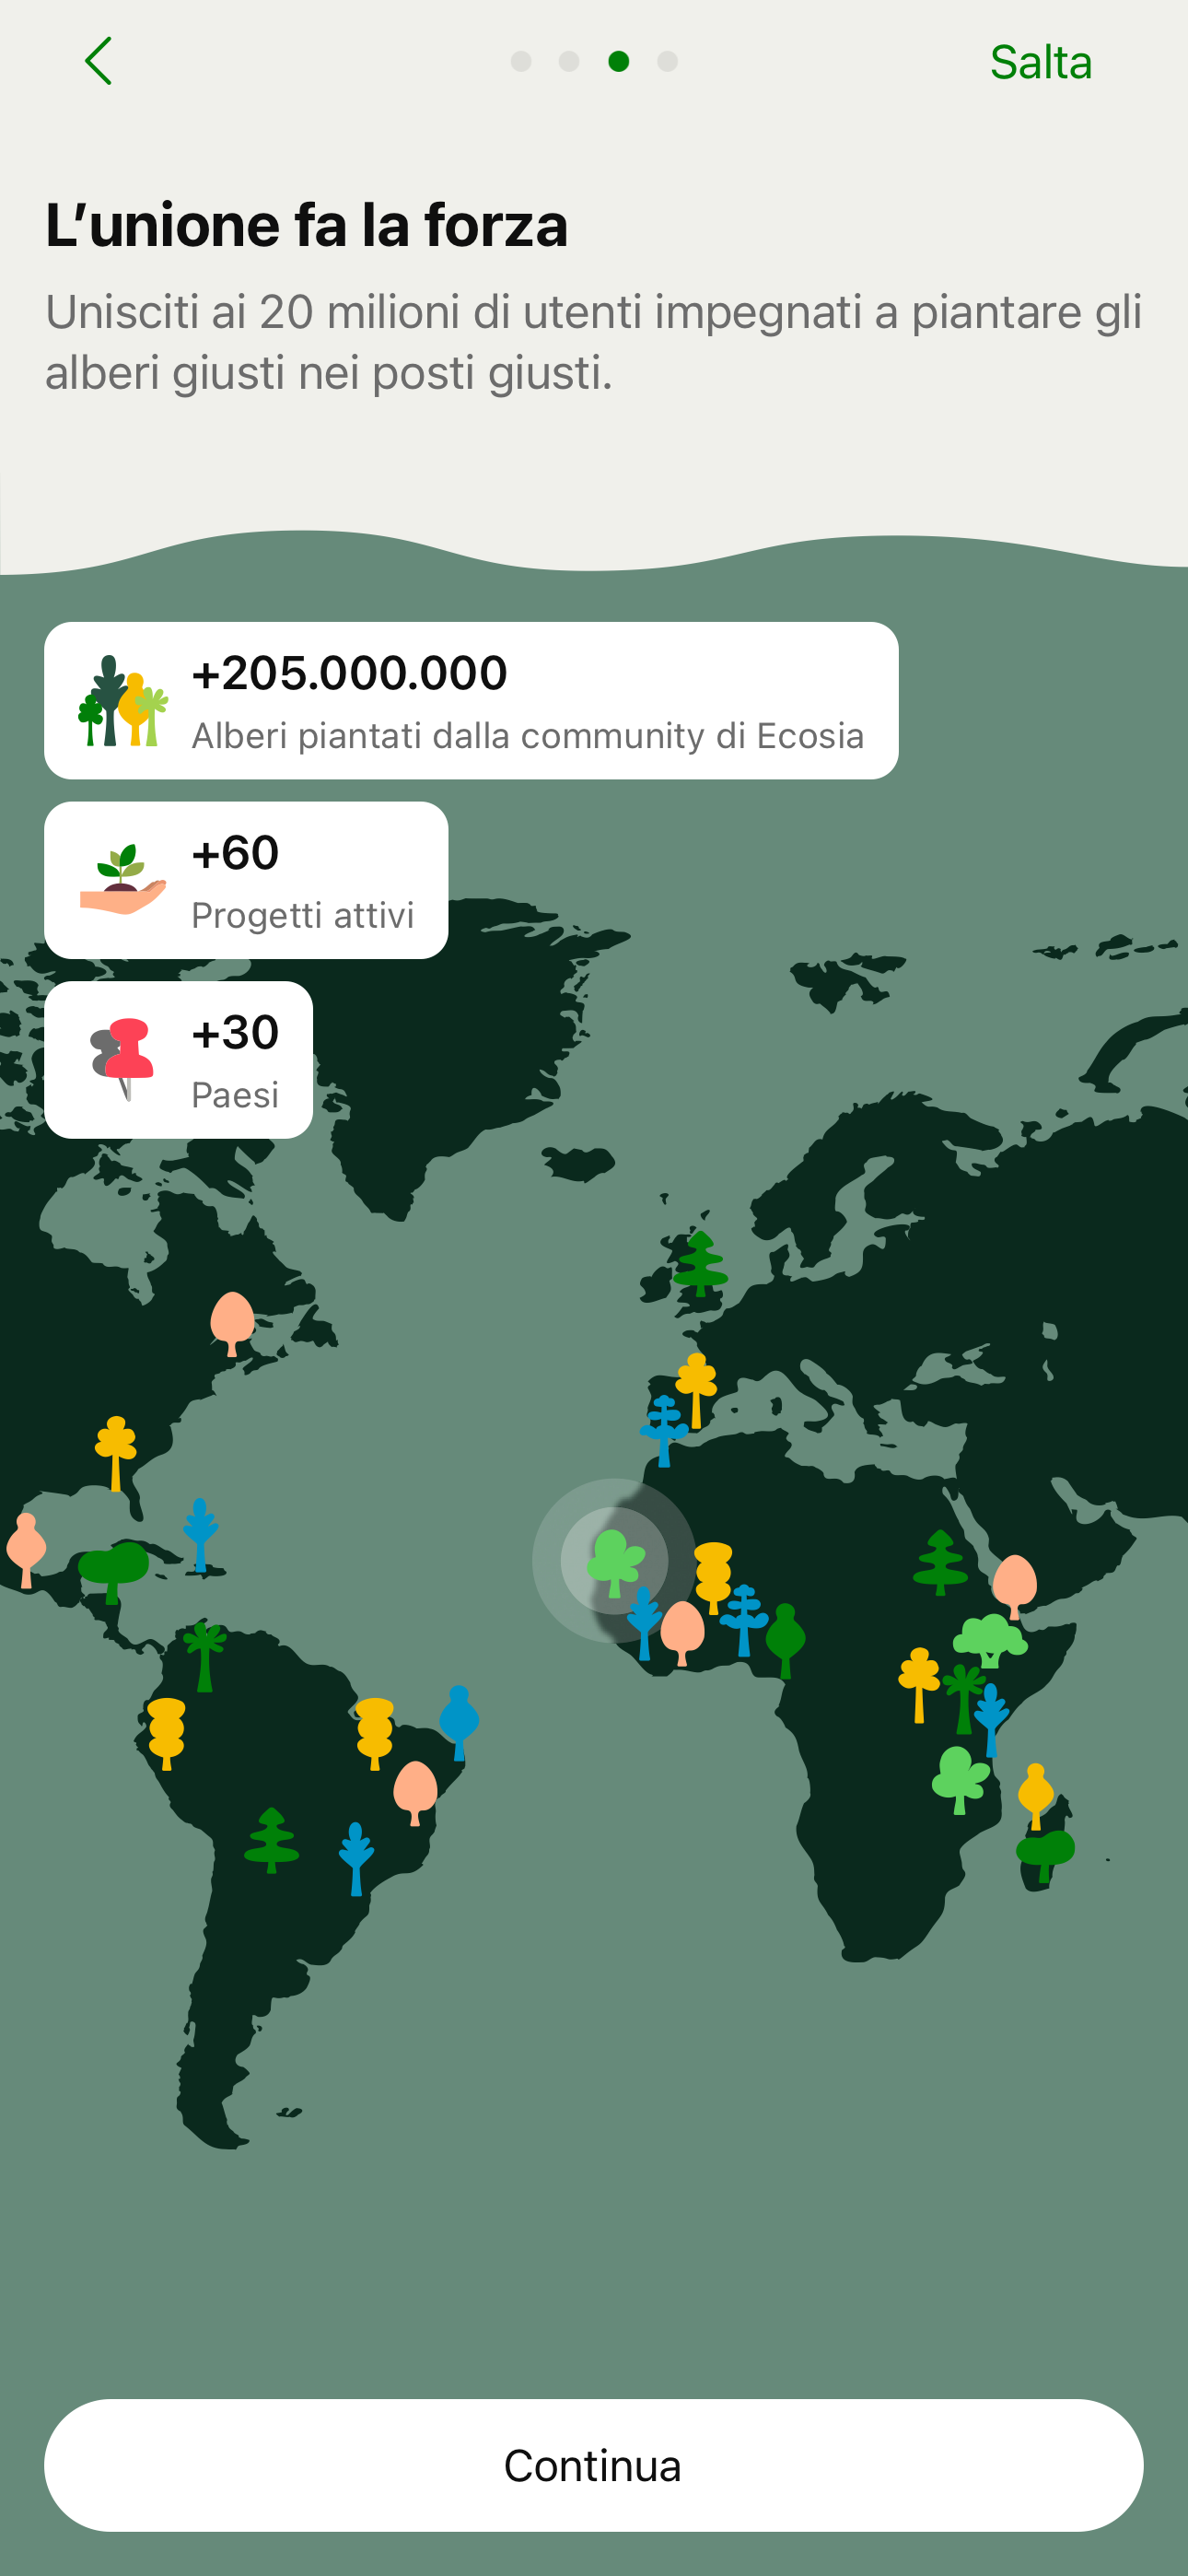 Salta
L’unione fa la forza
Unisciti ai 20 milioni di utenti impegnati a piantare gli
alberi giusti nei posti giusti.
+205.000.000
Alberi piantati dalla community di Ecosia
+60
Progetti attivi
+30
Paesi
Continua